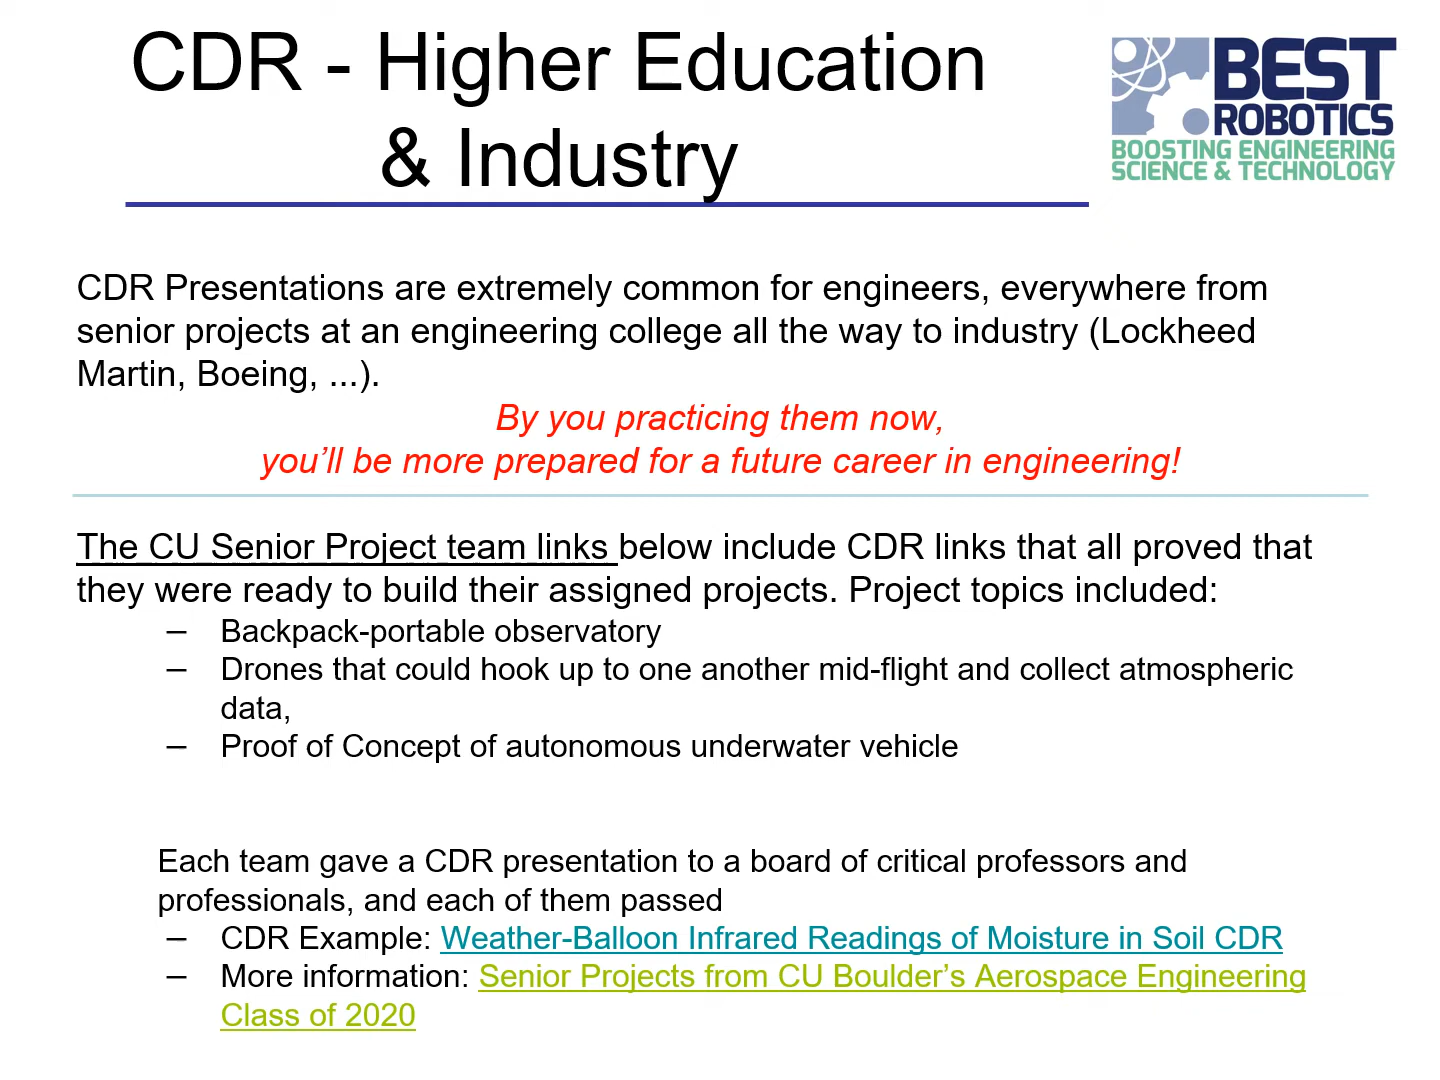 CDR - Higher Education
& Industry
BEST
ROBOTICS
BOOSTING ENGINEERING
SCIENCE & TECHNOLOGY
CDR Presentations are extremely common for engineers, everywhere from
senior projects at an engineering college all the way to industry (Lockheed
Martin, Boeing, ...).
By you practicing them now,
you’ll be more prepared for a future career in engineering!
The CU Senior Project team links below include CDR links that all proved that
they were ready to build their assigned projects. Project topics included:
– Backpack-portable observatory
– Drones that could hook up to one another mid-flight and collect atmospheric
data,
– Proof of Concept of autonomous underwater vehicle
Each team gave a CDR presentation to a board of critical professors and
professionals, and each of them passed
– CDR Example: Weather-Balloon Infrared Readings of Moisture in Soil CDR
– More information: Senior Projects from CU Boulder’s Aerospace Engineering
Class of 2020